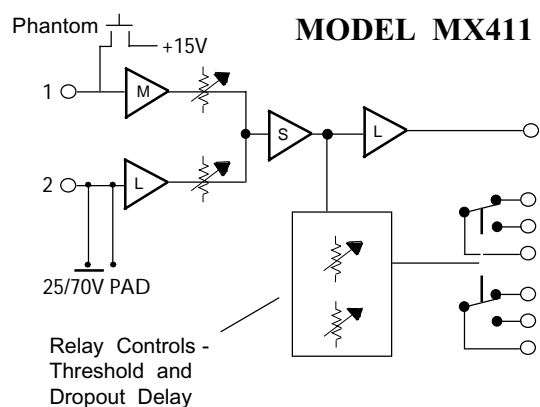 Phantom
MODEL MX411
+15V
1
M
S
L
2
L
25/70V PAD
Relay Controls -
Threshold and
Dropout Delay